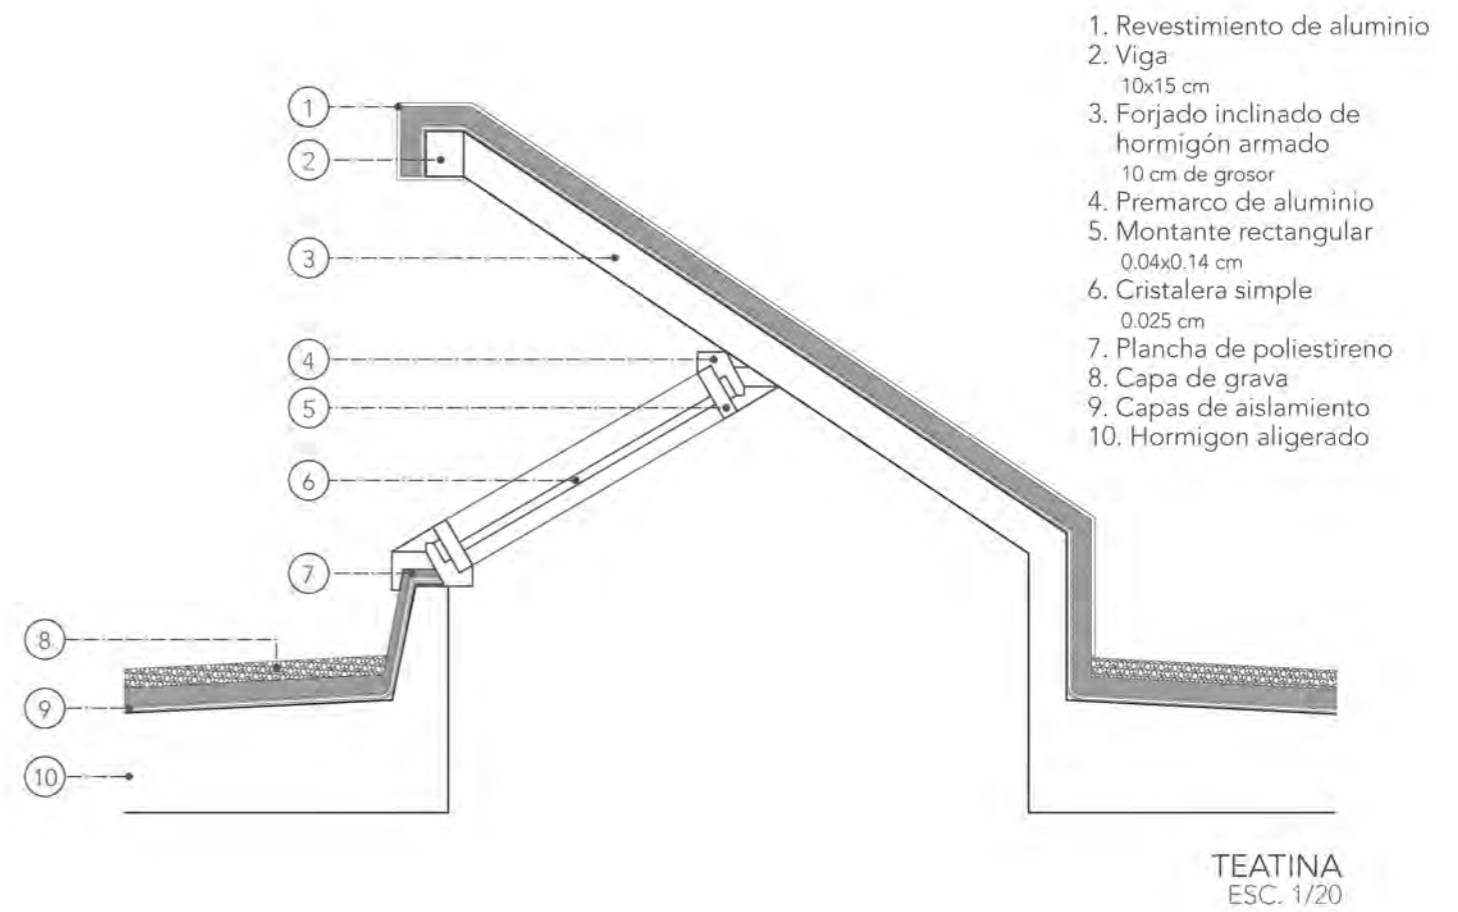 1. Revestimiento de aluminio
2. Viga
10x15 cm
3. Forjado inclinado de
hormigón armado
10 cm de grosor
4. Premarco de aluminio
5. Montante rectangular
0.04x0.14 cm
6. Cristalera simple
0.025 cm
7. Plancha de poliestireno
8. Capa de grava
9. Capas de aislamiento
10. Hormigon aligerado
1
2
3
4
5
6
7
8
9
10
TEATINA
ESC. 1/20